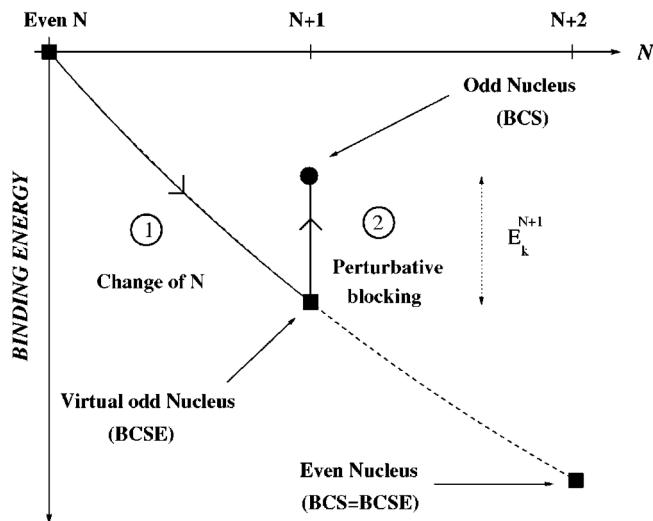 Even N
N+1
N+2
N
Odd Nucleus
(BCS)
BINDING ENERGY
1
Change of N
2
Perturbative
blocking
E_k^{N+1}
Virtual odd Nucleus
(BCSE)
Even Nucleus
(BCS=BCSE)